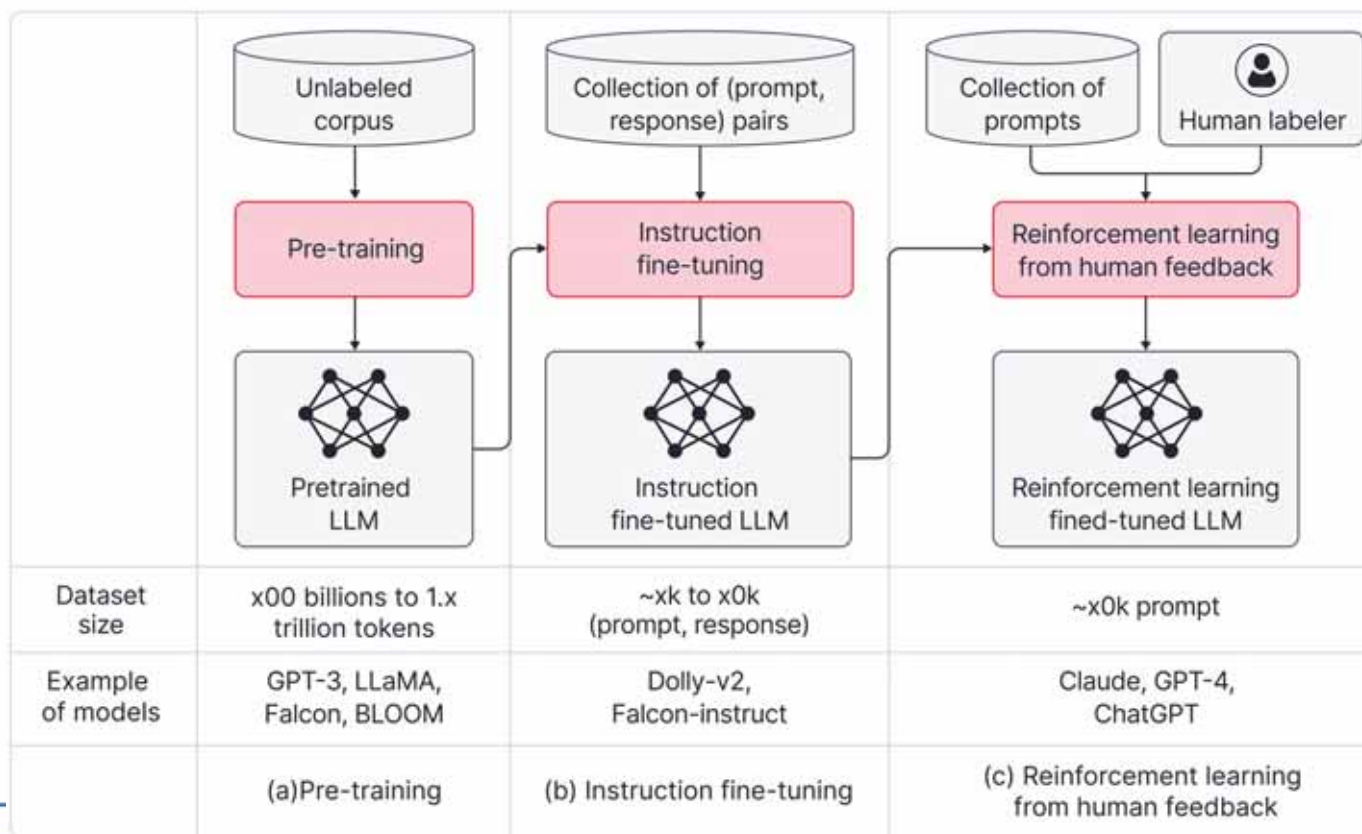 Unlabeled
corpus
Collection of (prompt,
response) pairs
Collection of
prompts
Human labeler
Pre-training
Instruction
fine-tuning
Reinforcement learning
from human feedback
Pretrained
LLM
Instruction
fine-tuned LLM
Reinforcement learning
fined-tuned LLM
Dataset
size
x00 billions to 1.x
trillion tokens
~xk to x0k
(prompt, response)
~x0k prompt
Example
of models
GPT-3, LLaMA,
Falcon, BLOOM
Dolly-v2,
Falcon-instruct
Claude, GPT-4,
ChatGPT
(a)Pre-training
(b) Instruction fine-tuning
(c) Reinforcement learning
from human feedback